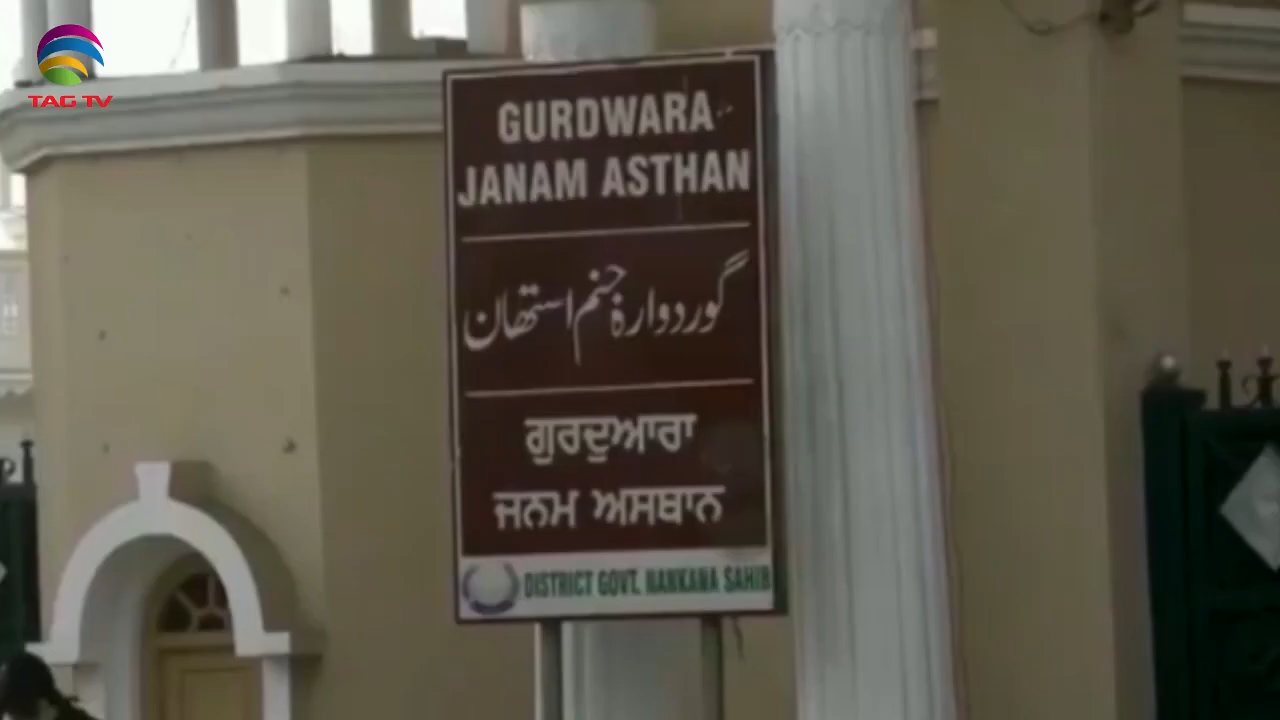 TAG TV
GURDWARA
JANAM ASTHAN
گوردوارہ جنم استھان
ਗੁਰਦੁਆਰਾ
ਜਨਮ ਅਸਥਾਨ
DISTRICT GOVT. NANKANA SAHIB